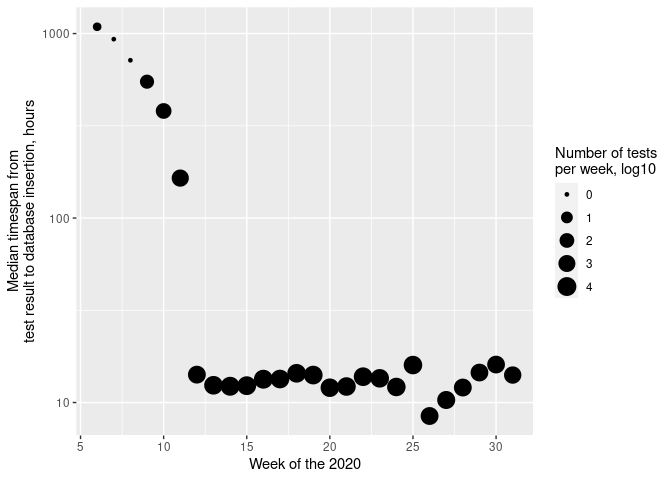 1000
100
10
5
10
15
20
25
30
Week of the 2020
Median timespan from
test result to database insertion, hours
Number of tests
per week, log10
0
1
2
3
4